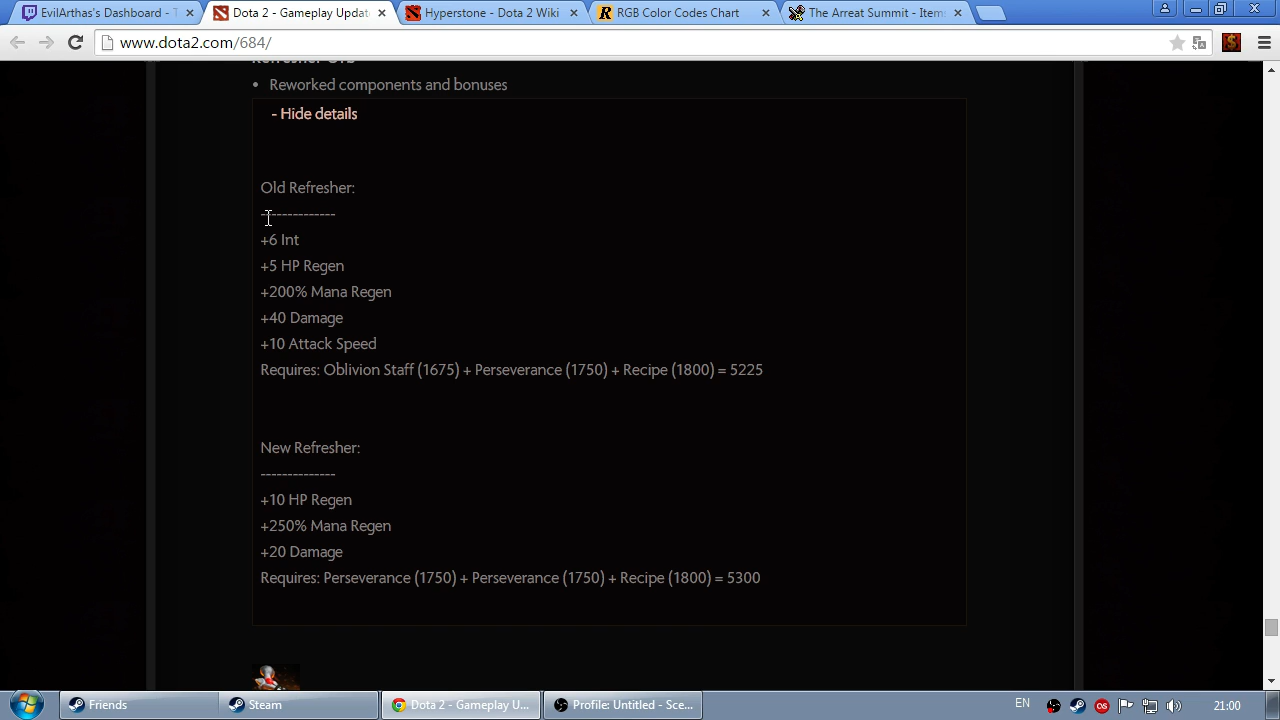 EvilArthas's Dashboard - T
Dota 2 - Gameplay Updat
Hyperstone - Dota 2 Wiki
RGB Color Codes Chart
The Arreat Summit - Item
www.dota2.com/684/
Refresher Orb
• Reworked components and bonuses
- Hide details
Old Refresher:
--------------
+6 Int
+5 HP Regen
+200% Mana Regen
+40 Damage
+10 Attack Speed
Requires: Oblivion Staff (1675) + Perseverance (1750) + Recipe (1800) = 5225
New Refresher:
--------------
+10 HP Regen
+250% Mana Regen
+20 Damage
Requires: Perseverance (1750) + Perseverance (1750) + Recipe (1800) = 5300
Friends
Steam
Dota 2 - Gameplay U...
Profile: Untitled - Sce...
EN
21:00